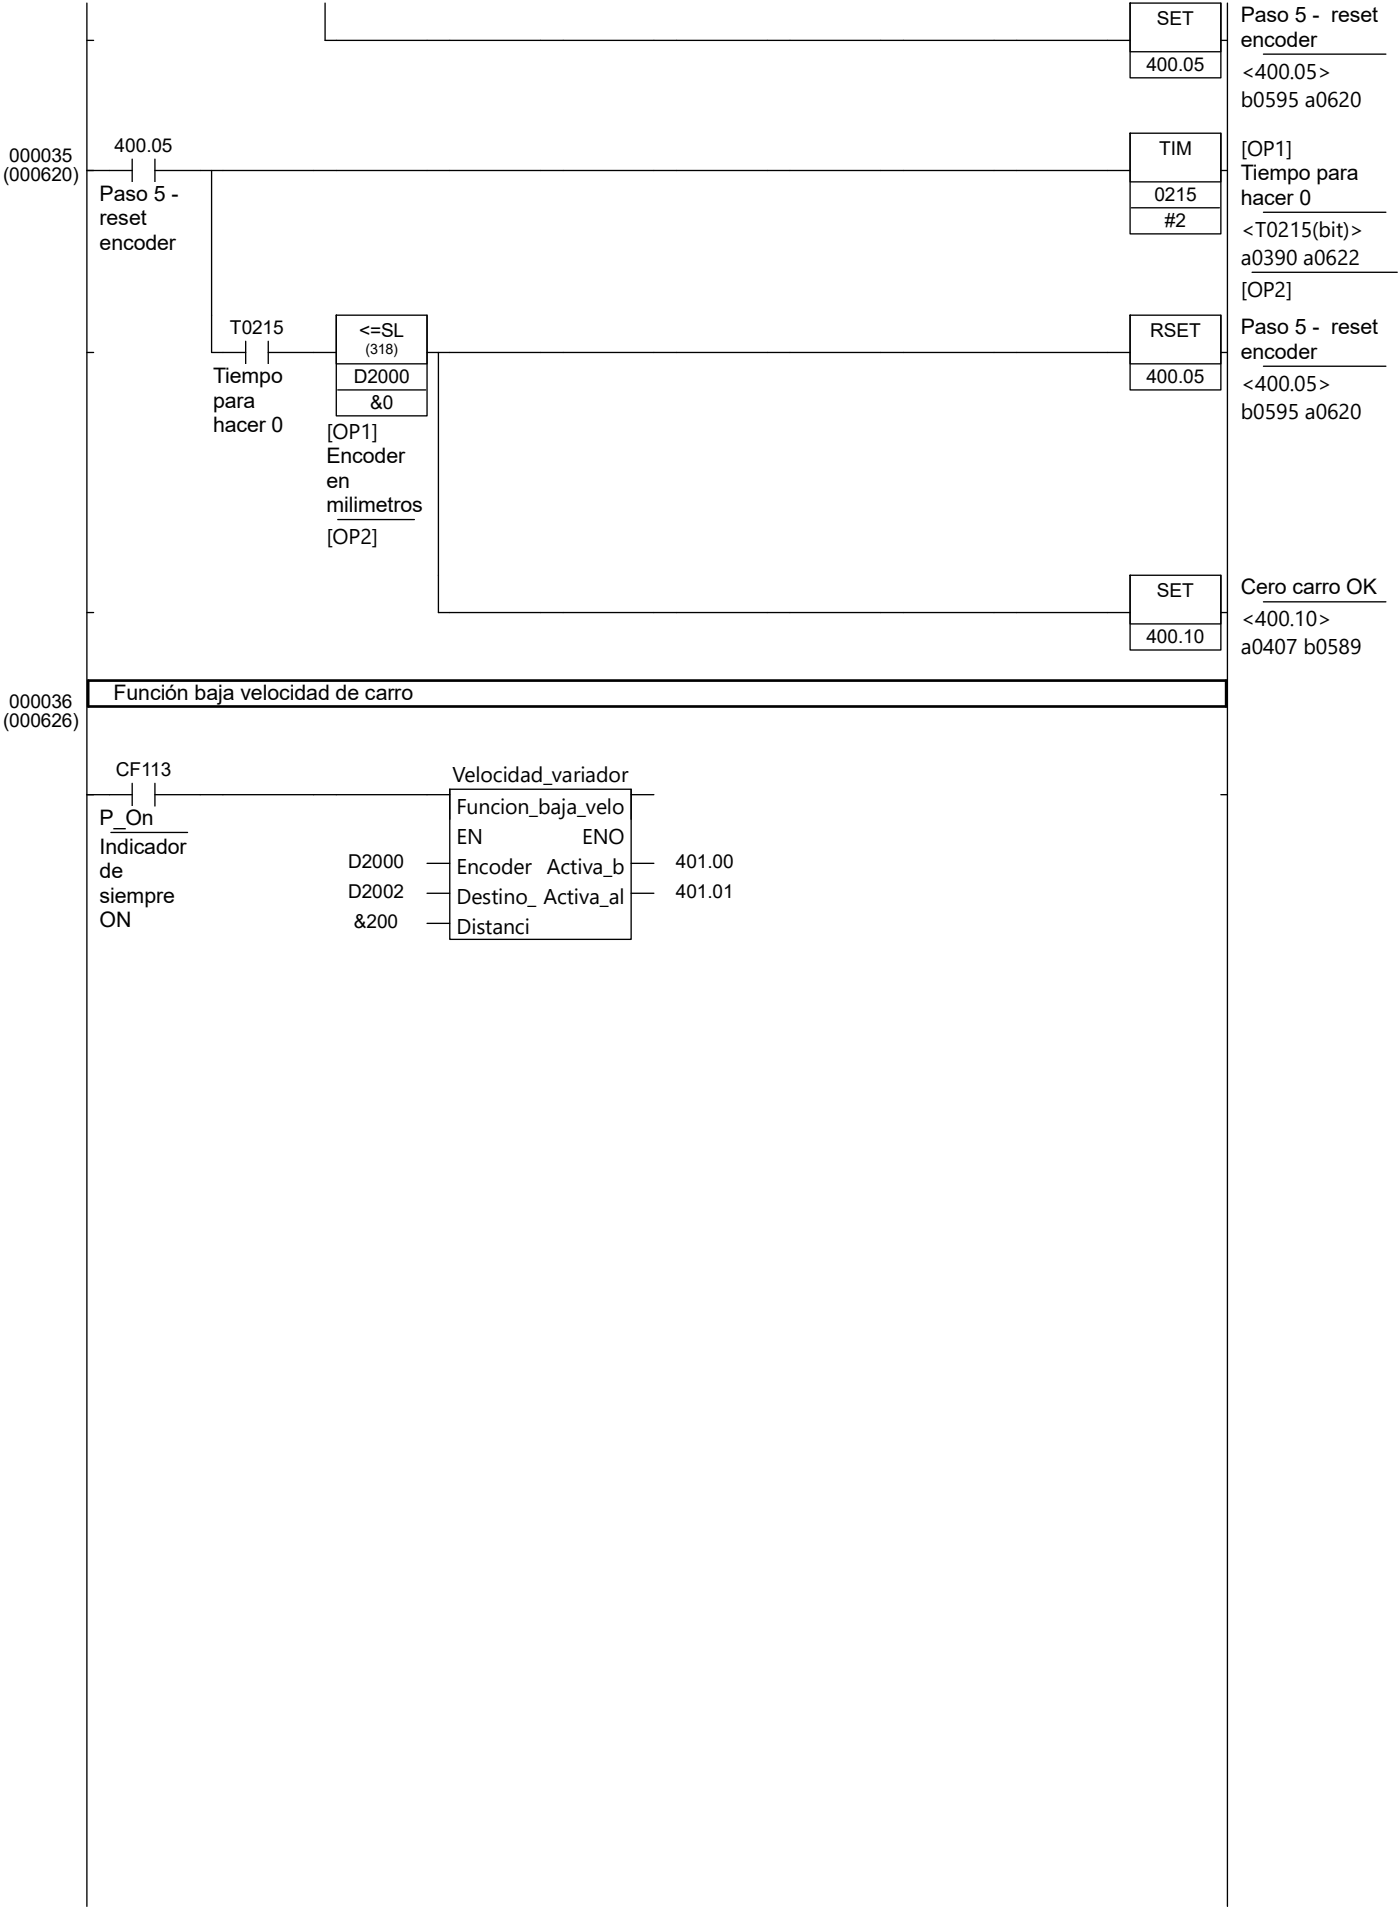 SET
400.05
Paso 5 - reset
encoder
<400.05>
b0595 a0620
000035
(000620)
400.05
Paso 5 -
reset
encoder
TIM
0215
#2
[OP1]
Tiempo para
hacer 0
<T0215(bit)>
a0390 a0622
[OP2]
T0215
Tiempo
para
hacer 0
<=SL
(318)
D2000
&0
[OP1]
Encoder
en
milimetros
[OP2]
RSET
400.05
Paso 5 - reset
encoder
<400.05>
b0595 a0620
SET
400.10
Cero carro OK
<400.10>
a0407 b0589
000036
(000626)
Función baja velocidad de carro
CF113
P_On
Indicador
de
siempre
ON
Velocidad_variador
Funcion_baja_velo
EN ENO
D2000 Encoder Activa_b 401.00
D2002 Destino_ Activa_al 401.01
&200 Distanci